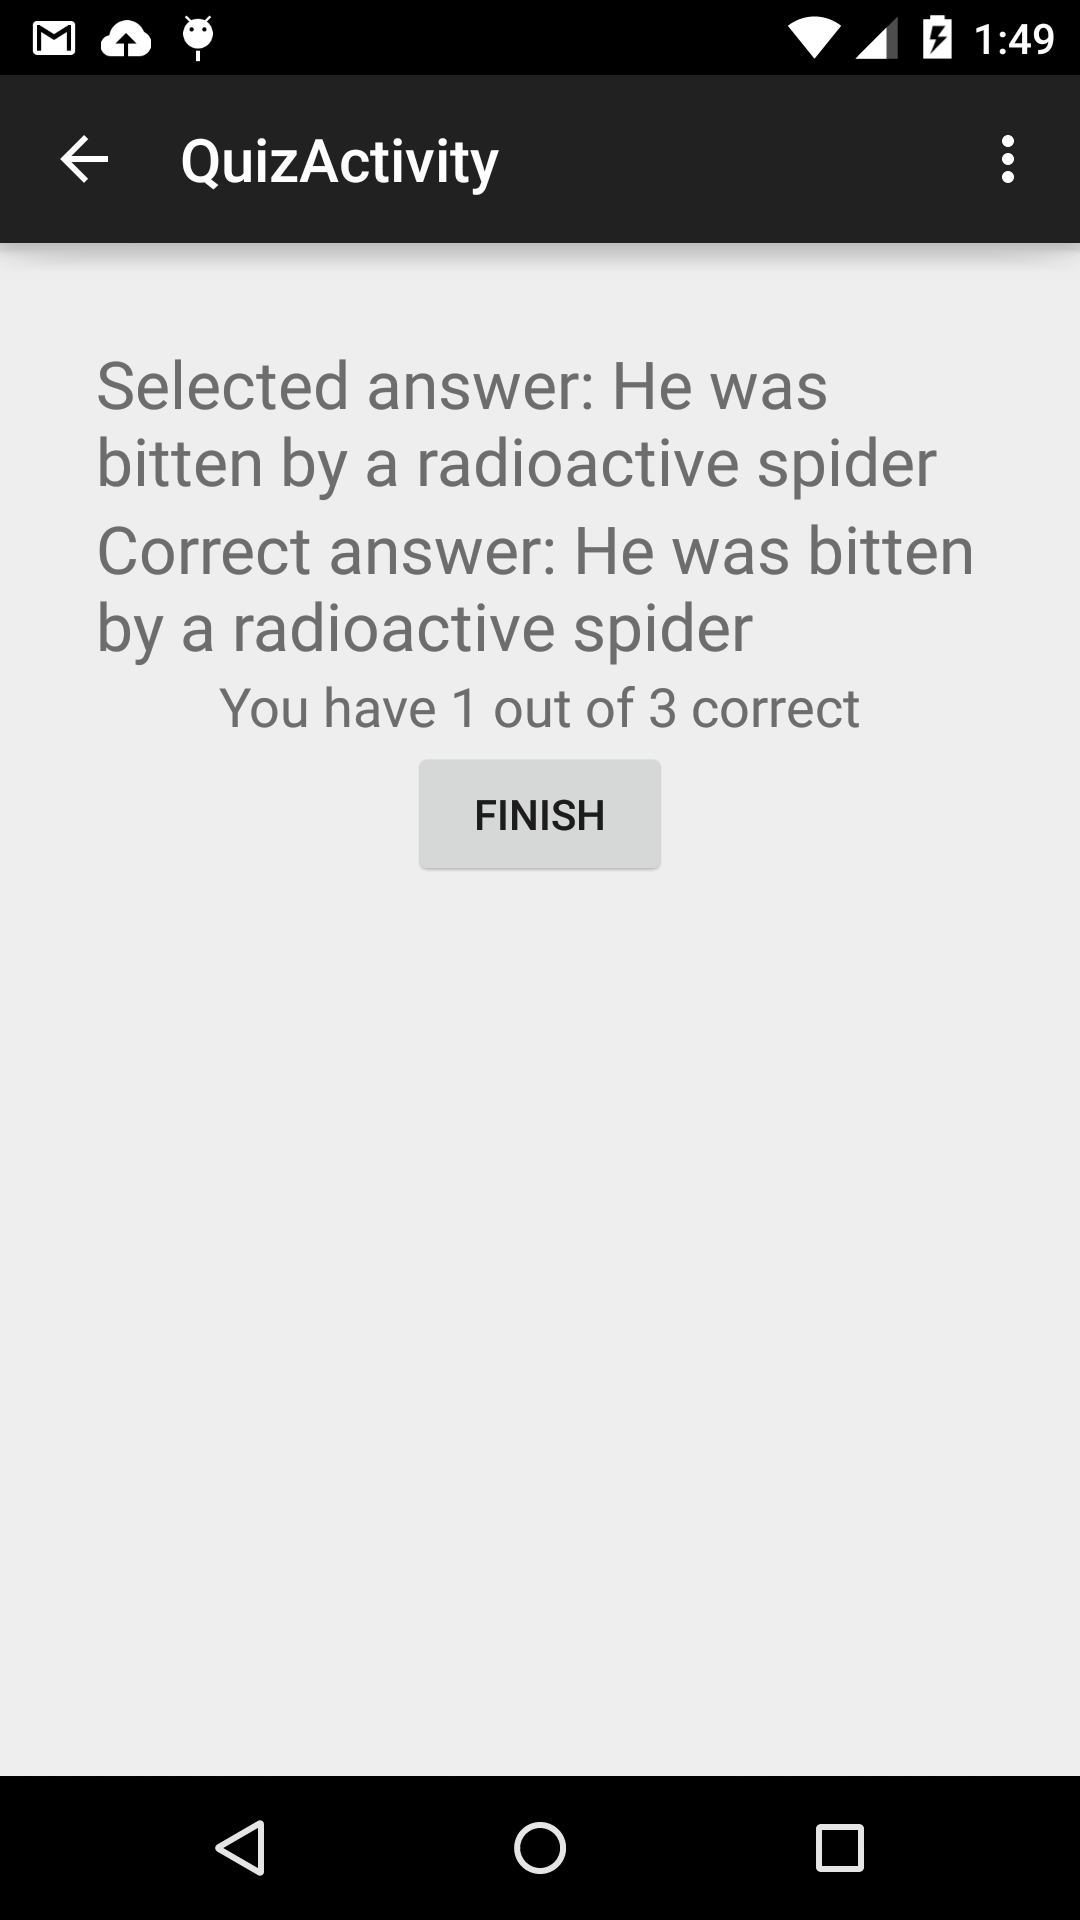 1:49
QuizActivity
Selected answer: He was
bitten by a radioactive spider
Correct answer: He was bitten
by a radioactive spider
You have 1 out of 3 correct
FINISH